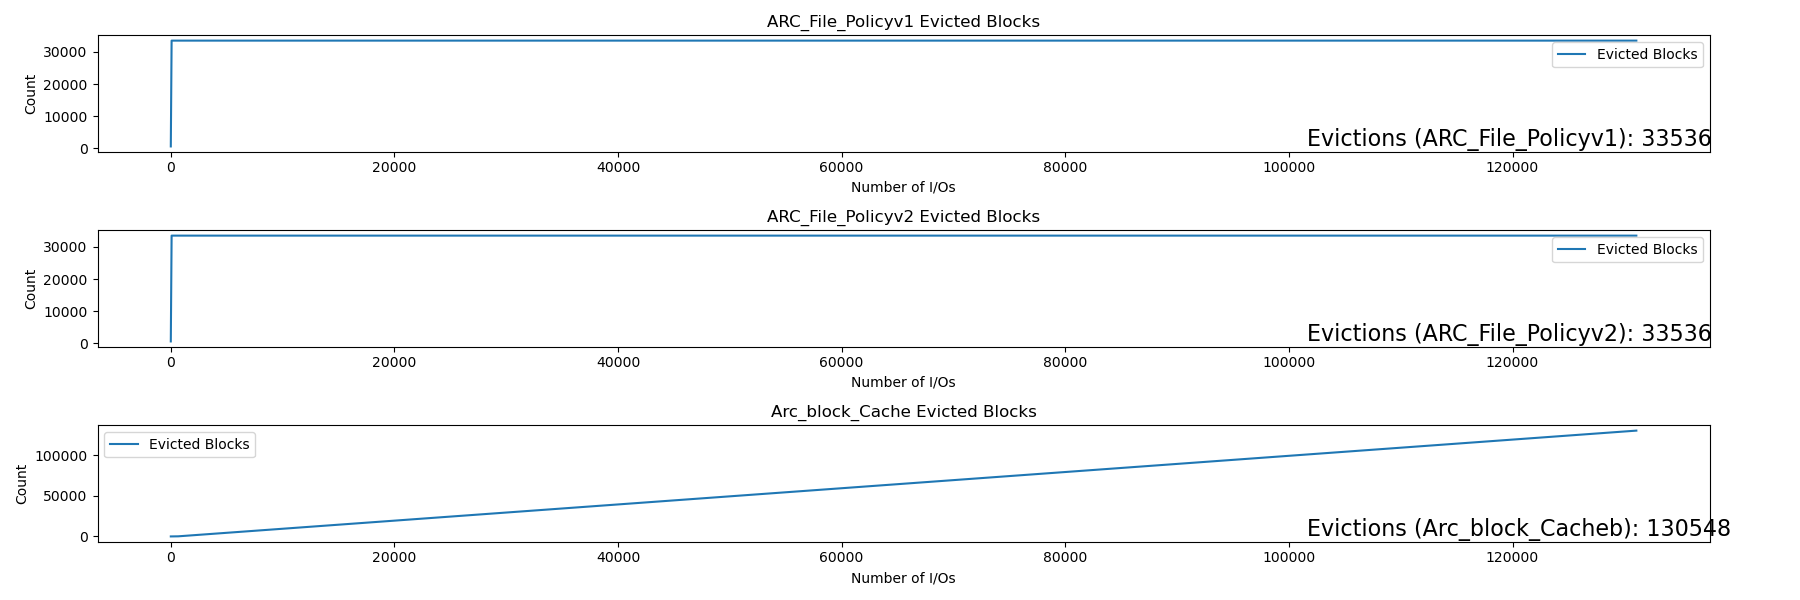 ARC_File_Policyv1 Evicted Blocks
30000
20000
10000
0
Count
Evicted Blocks
Evictions (ARC_File_Policyv1): 33536
0 20000 40000 60000 80000 100000 120000
Number of I/Os
ARC_File_Policyv2 Evicted Blocks
30000
20000
10000
0
Count
Evicted Blocks
Evictions (ARC_File_Policyv2): 33536
0 20000 40000 60000 80000 100000 120000
Number of I/Os
Arc_block_Cache Evicted Blocks
100000
50000
0
Count
Evicted Blocks
Evictions (Arc_block_Cacheb): 130548
0 20000 40000 60000 80000 100000 120000
Number of I/Os